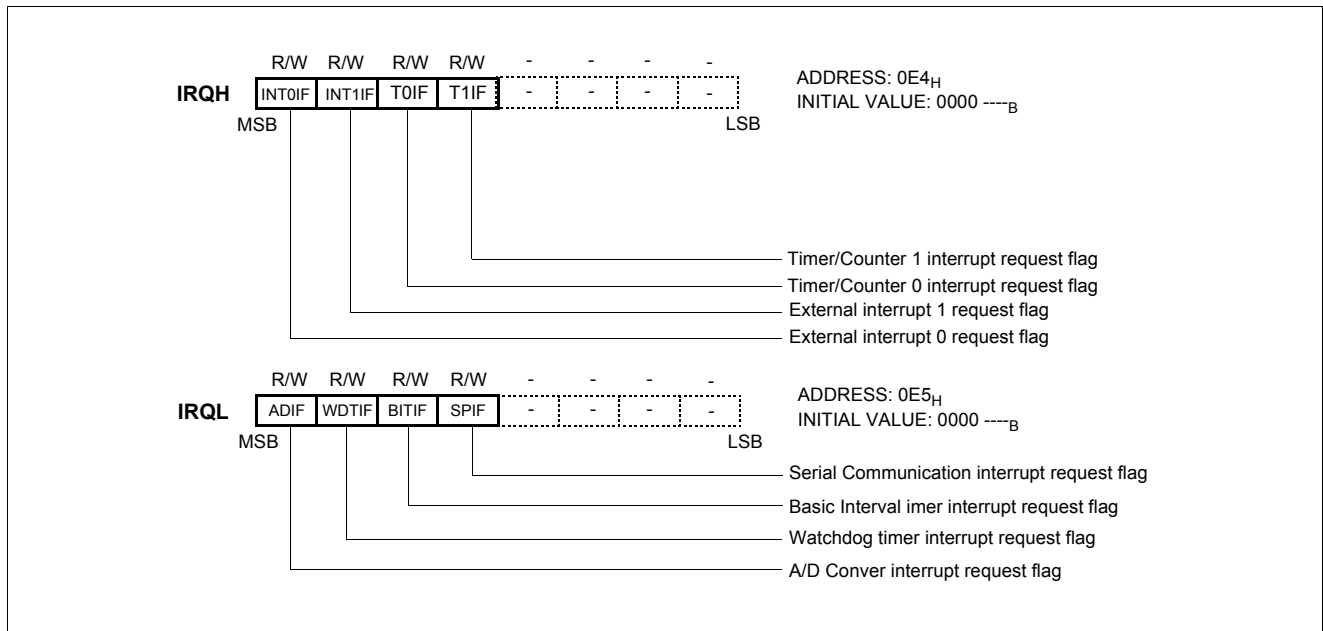 R/W R/W R/W R/W - - - -
IRQH INT0IF INT1IF T0IF T1IF - - - -
MSB LSB
ADDRESS: 0E4H
INITIAL VALUE: 0000 ----B
Timer/Counter 1 interrupt request flag
Timer/Counter 0 interrupt request flag
External interrupt 1 request flag
External interrupt 0 request flag
R/W R/W R/W R/W - - - -
IRQL ADIF WDTIF BITIF SPIF - - - -
MSB LSB
ADDRESS: 0E5H
INITIAL VALUE: 0000 ----B
Serial Communication interrupt request flag
Basic Interval imer interrupt request flag
Watchdog timer interrupt request flag
A/D Conver interrupt request flag